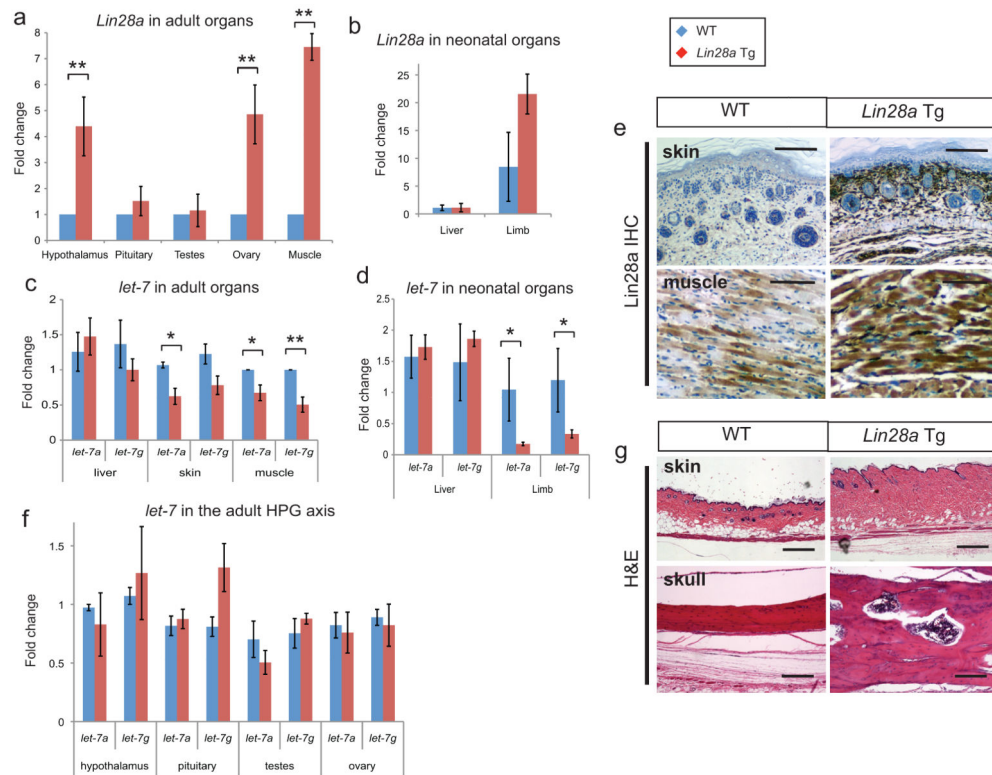 a
Lin28a in adult organs
Fold change
8
7
6
5
4
3
2
1
0
**
**
**
Hypothalamus Pituitary Testes Ovary Muscle
b
Lin28a in neonatal organs
Fold change
25
20
15
10
5
0
Liver Limb
WT
Lin28a Tg
c
let-7 in adult organs
Fold change
2
1.5
1
0.5
0
*
*
**
let-7a let-7g let-7a let-7g let-7a let-7g
liver skin muscle
d
let-7 in neonatal organs
Fold change
2.5
2
1.5
1
0.5
0
*
*
let-7a let-7g let-7a let-7g
Liver Limb
e
WT Lin28a Tg
Lin28a IHC
skin
muscle
f
let-7 in the adult HPG axis
Fold change
1.5
1
0.5
0
let-7a let-7g let-7a let-7g let-7a let-7g let-7a let-7g
hypothalamus pituitary testes ovary
g
WT Lin28a Tg
H&E
skin
skull